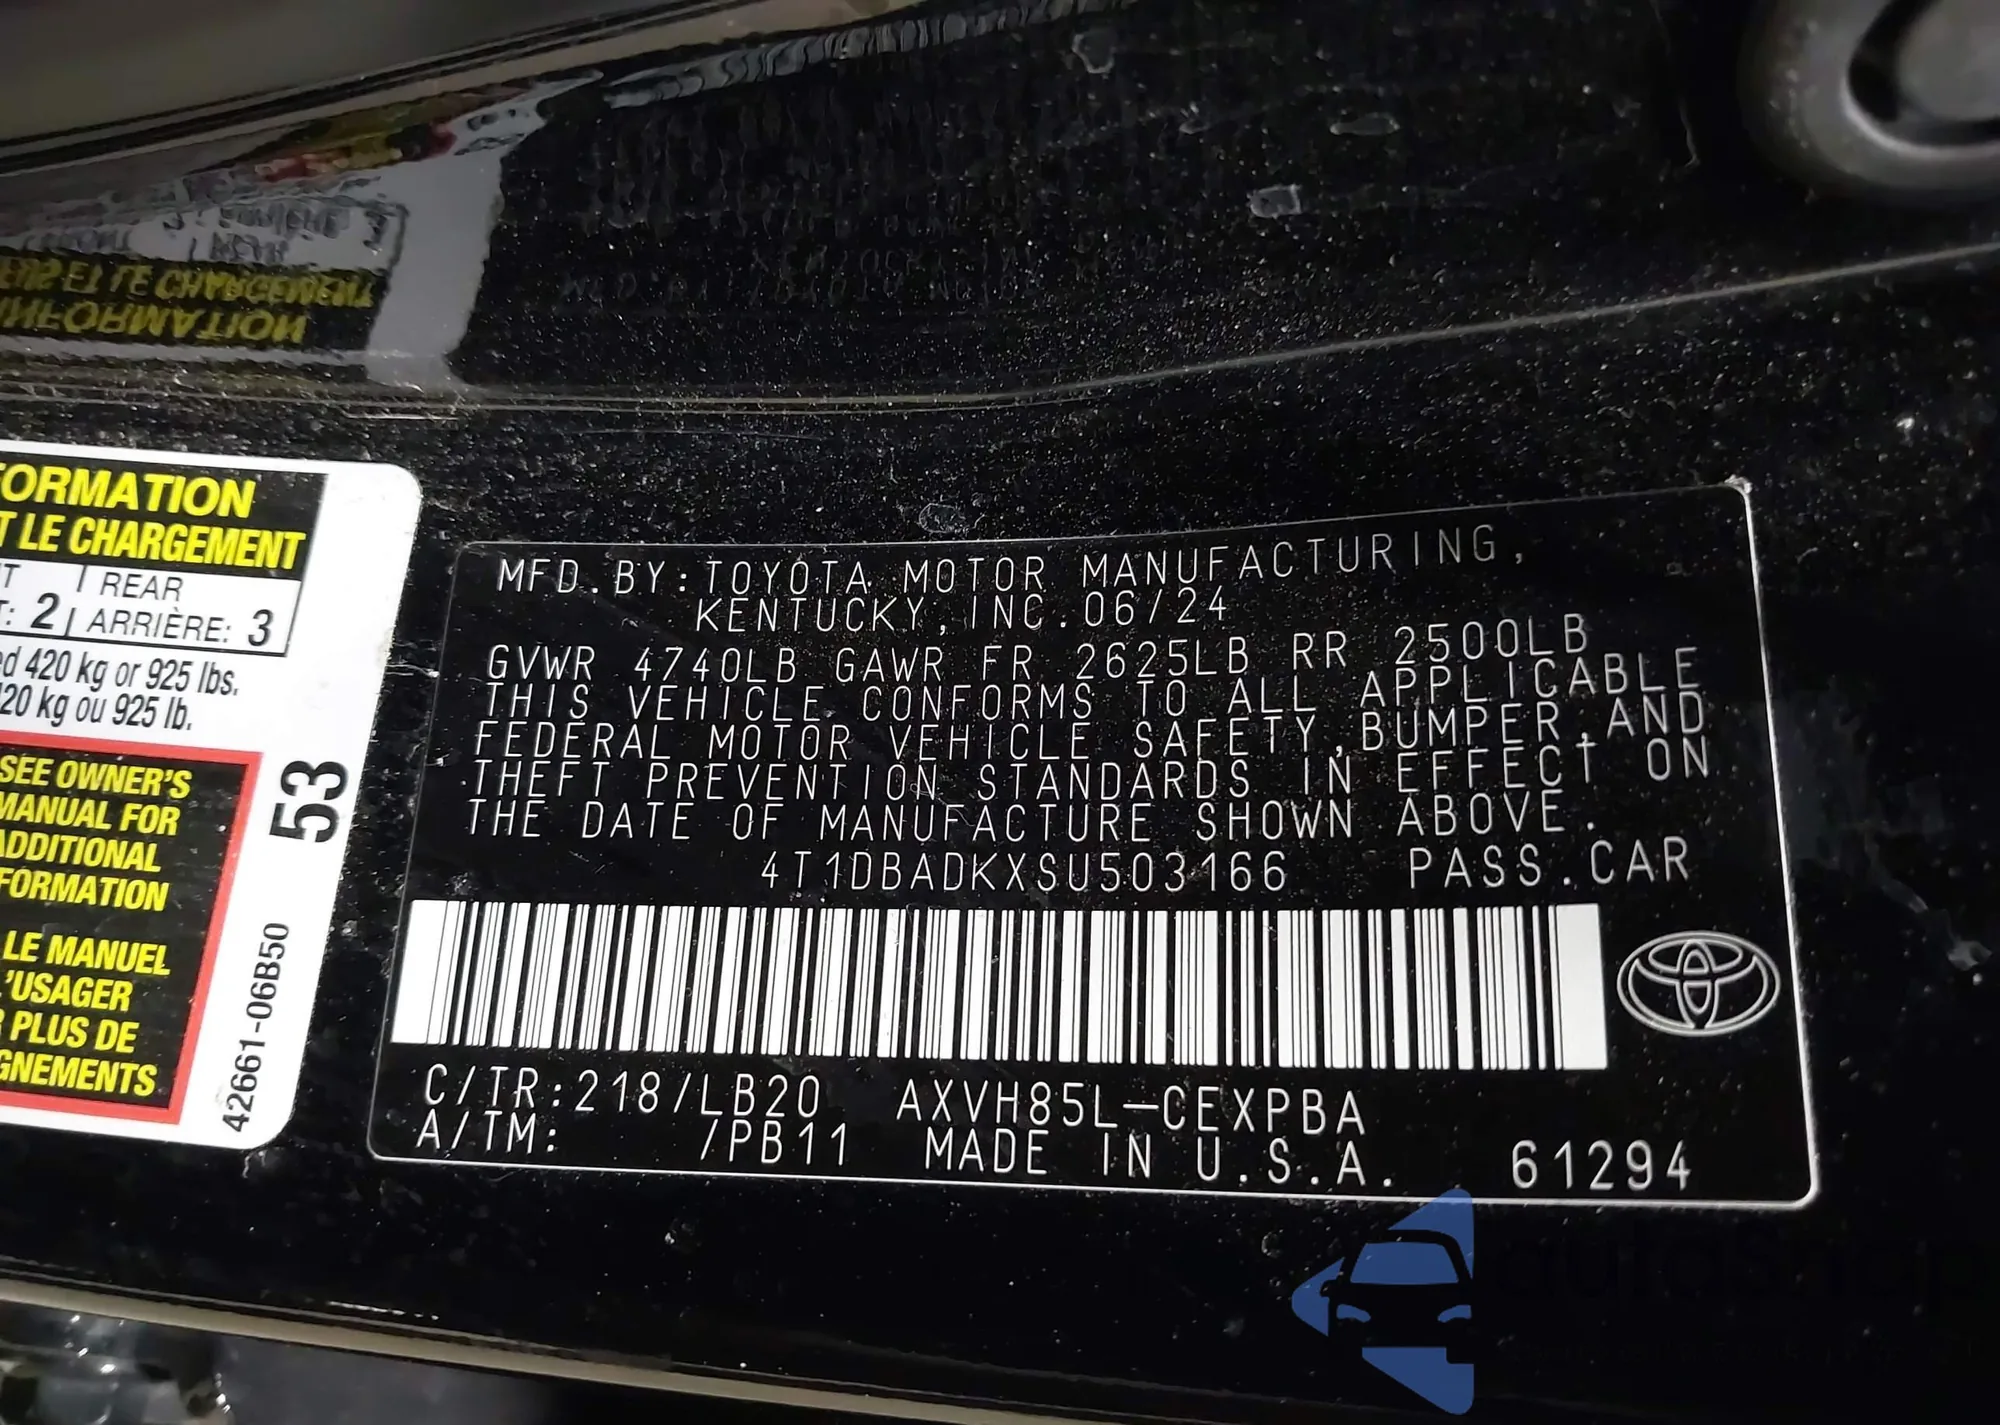 FORMATION
T LE CHARGEMENT
T | REAR
T: 2 | ARRIÈRE: 3
ed 420 kg or 925 lbs.
20 kg ou 925 lb.
SEE OWNER'S
MANUAL FOR
ADDITIONAL
FORMATION
LE MANUEL
'USAGER
R PLUS DE
GNEMENTS
53
42661-06B50
MFD.BY:TOYOTA MOTOR MANUFACTURING,
KENTUCKY,INC.06/24
GVWR 4740LB GAWR FR 2625LB RR 2500LB
THIS VEHICLE CONFORMS TO ALL APPLICABLE
FEDERAL MOTOR VEHICLE SAFETY,BUMPER,AND
THEFT PREVENTION STANDARDS IN EFFECT ON
THE DATE OF MANUFACTURE SHOWN ABOVE.
4T1DBADKXSU503166 PASS.CAR
C/TR:218/LB20 AXVH85L-CEXPBA
A/TM: /PB11 MADE IN U.S.A. 61294